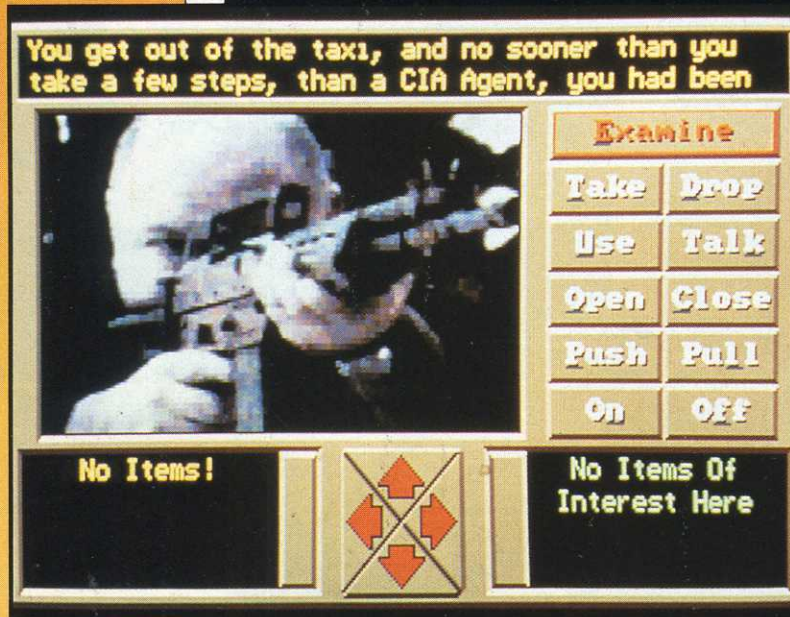 You get out of the taxi, and no sooner than you
take a few steps, than a CIA Agent, you had been
Examine
Take Drop
Use Talk
Open Close
Push Pull
On Off
No Items!
No Items Of
Interest Here